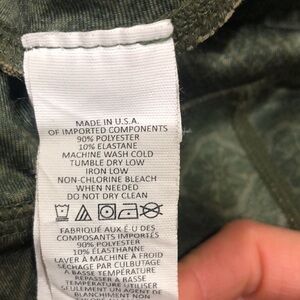 MADE IN U.S.A.
OF IMPORTED COMPONENTS
90% POLYESTER
10% ELASTANE
MACHINE WASH COLD
TUMBLE DRY LOW
IRON LOW
NON-CHLORINE BLEACH
WHEN NEEDED
DO NOT DRY CLEAN
FABRIQUÉ AUX É-U DES
COMPOSANTS IMPORTÉS
90% POLYESTER
10% ÉLASTHANNE
LAVER À MACHINE À FROID
SÉCHAGE PAR CULBUTAGE
À BASSE TEMPÉRATURE
REPASSER À BASSE
TEMPÉRATURE UTILISER
SEULEMENT UN AGENT DE
BLANCHIMENT NON